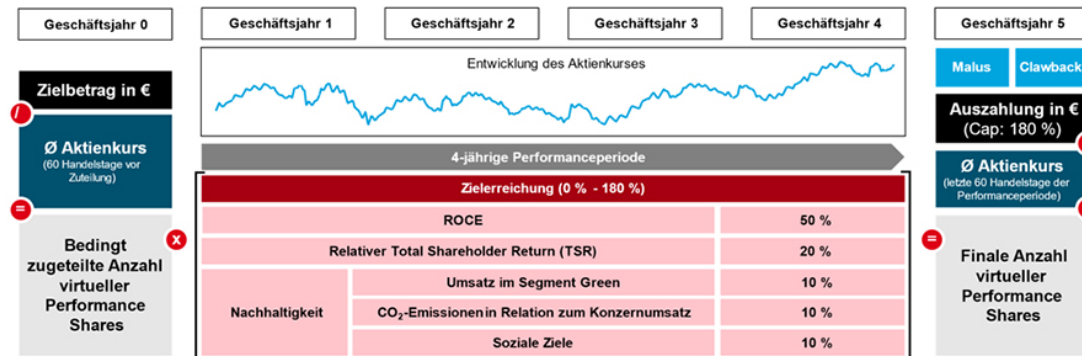 Geschäftsjahr 0
Geschäftsjahr 1
Geschäftsjahr 2
Geschäftsjahr 3
Geschäftsjahr 4
Geschäftsjahr 5
Zielbetrag in €
/
Ø Aktienkurs
(60 Handelstage vor
Zuteilung)
=
Bedingt
zugeteilte Anzahl
virtueller
Performance
Shares
x
Entwicklung des Aktienkurses
4-jährige Performanceperiode
Zielerreichung (0 % - 180 %)
ROCE 50 %
Relativer Total Shareholder Return (TSR) 20 %
Nachhaltigkeit
Umsatz im Segment Green 10 %
CO₂-Emissionen in Relation zum Konzernumsatz 10 %
Soziale Ziele 10 %
=
Malus
Clawback
Auszahlung in €
(Cap: 180 %)
Ø Aktienkurs
(letzte 60 Handelstage der
Performanceperiode)
Finale Anzahl
virtueller
Performance
Shares